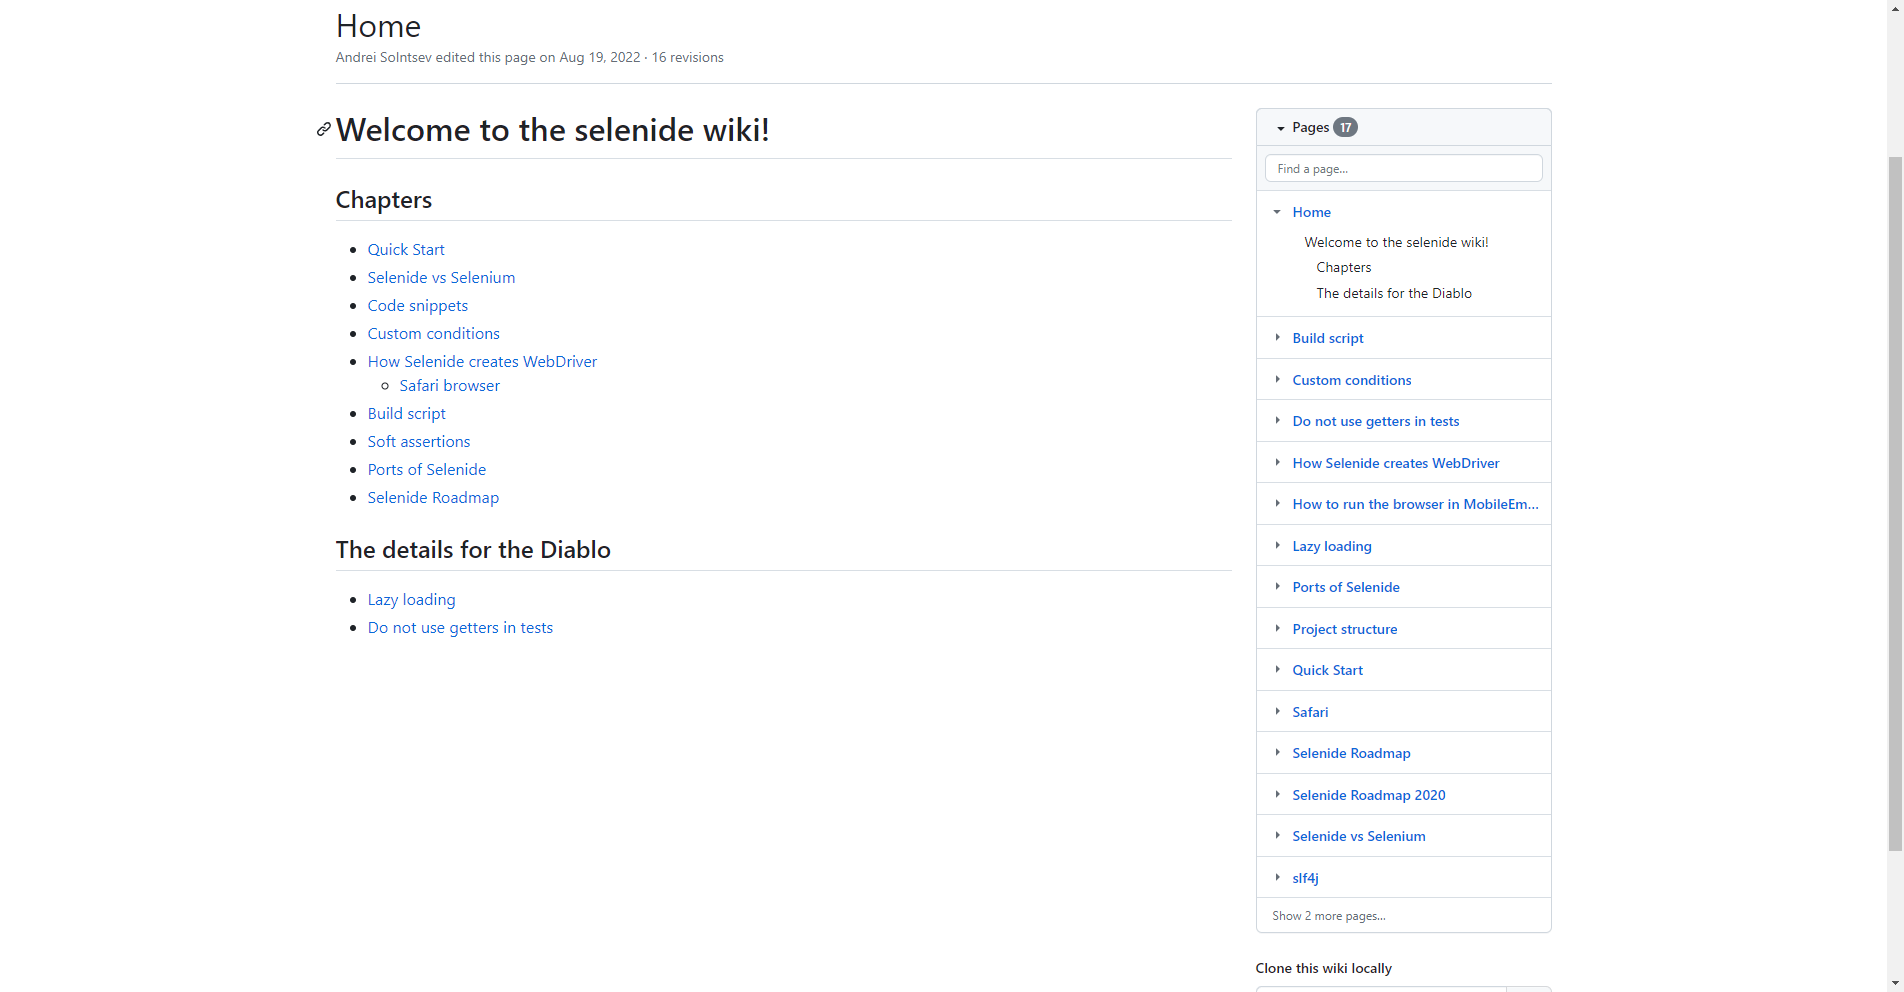 Home
Andrei Solntsev edited this page on Aug 19, 2022 · 16 revisions
Welcome to the selenide wiki!
Chapters
Quick Start
Selenide vs Selenium
Code snippets
Custom conditions
How Selenide creates WebDriver
Safari browser
Build script
Soft assertions
Ports of Selenide
Selenide Roadmap
The details for the Diablo
Lazy loading
Do not use getters in tests
Pages 17
Find a page...
Home
Welcome to the selenide wiki!
Chapters
The details for the Diablo
Build script
Custom conditions
Do not use getters in tests
How Selenide creates WebDriver
How to run the browser in MobileEm...
Lazy loading
Ports of Selenide
Project structure
Quick Start
Safari
Selenide Roadmap
Selenide Roadmap 2020
Selenide vs Selenium
slf4j
Show 2 more pages...
Clone this wiki locally